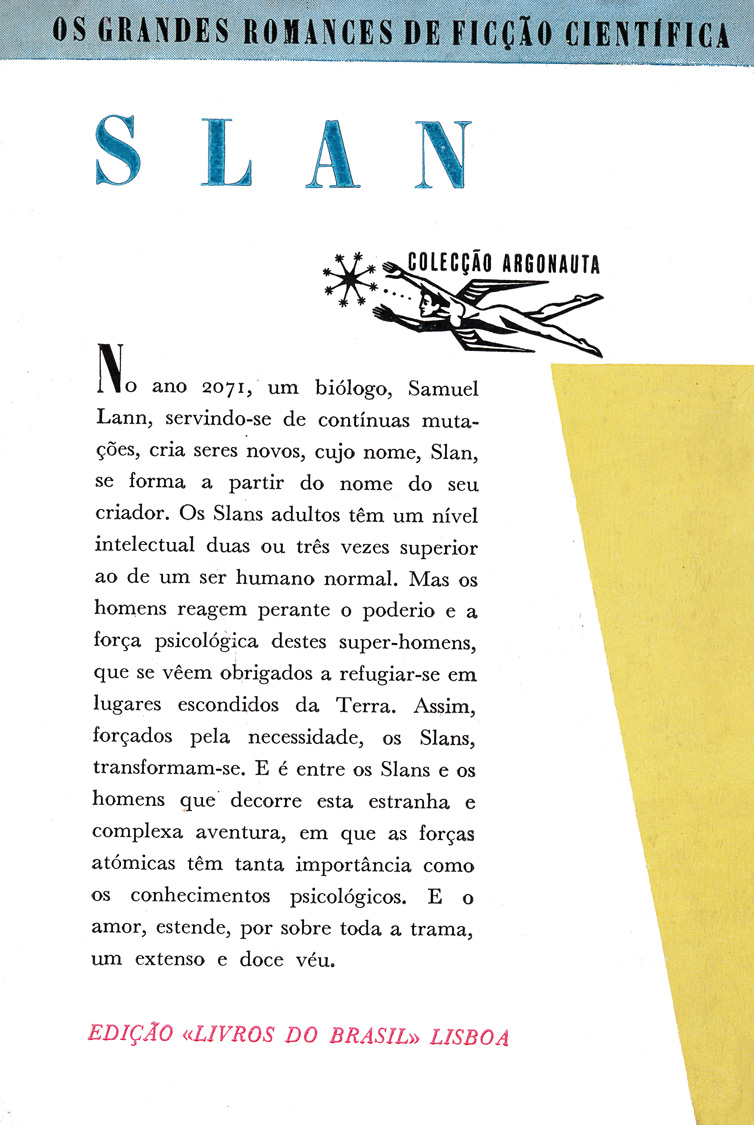 OS GRANDES ROMANCES DE FICÇÃO CIENTÍFICA
SLAN
COLECÇÃO ARGONAUTA
No ano 2071, um biólogo, Samuel
Lann, servindo-se de contínuas muta-
ções, cria seres novos, cujo nome, Slan,
se forma a partir do nome do seu
criador. Os Slans adultos têm um nível
intelectual duas ou três vezes superior
ao de um ser humano normal. Mas os
homens reagem perante o poderio e a
força psicológica destes super-homens,
que se vêem obrigados a refugiar-se em
lugares escondidos da Terra. Assim,
forçados pela necessidade, os Slans,
transformam-se. E é entre os Slans e os
homens que decorre esta estranha e
complexa aventura, em que as forças
atómicas têm tanta importância como
os conhecimentos psicológicos. E o
amor, estende, por sobre toda a trama,
um extenso e doce véu.
EDIÇÃO «LIVROS DO BRASIL» LISBOA